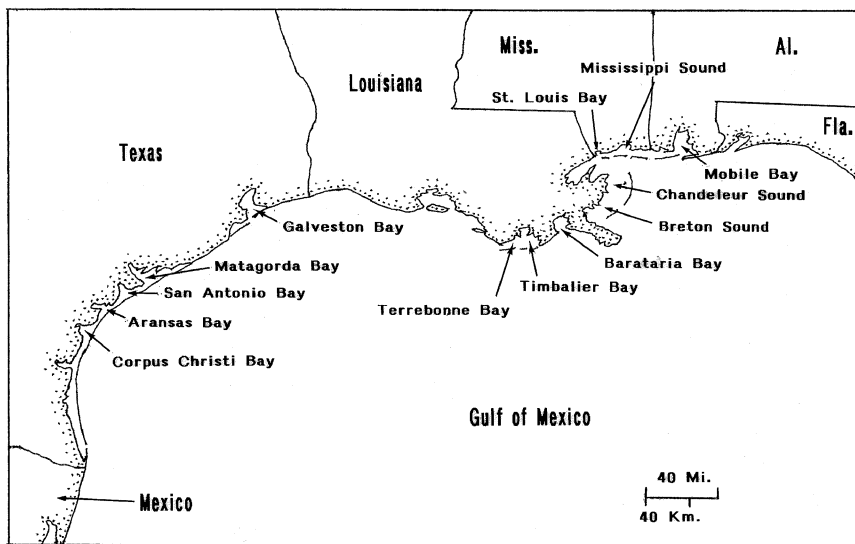 Miss.
Al.
Mississippi Sound
Louisiana
St. Louis Bay
Fla.
Texas
Mobile Bay
Chandeleur Sound
Galveston Bay
Breton Sound
Matagorda Bay
Barataria Bay
San Antonio Bay
Timbalier Bay
Terrebonne Bay
Aransas Bay
Corpus Christi Bay
Gulf of Mexico
40 Mi.
Mexico
40 Km.